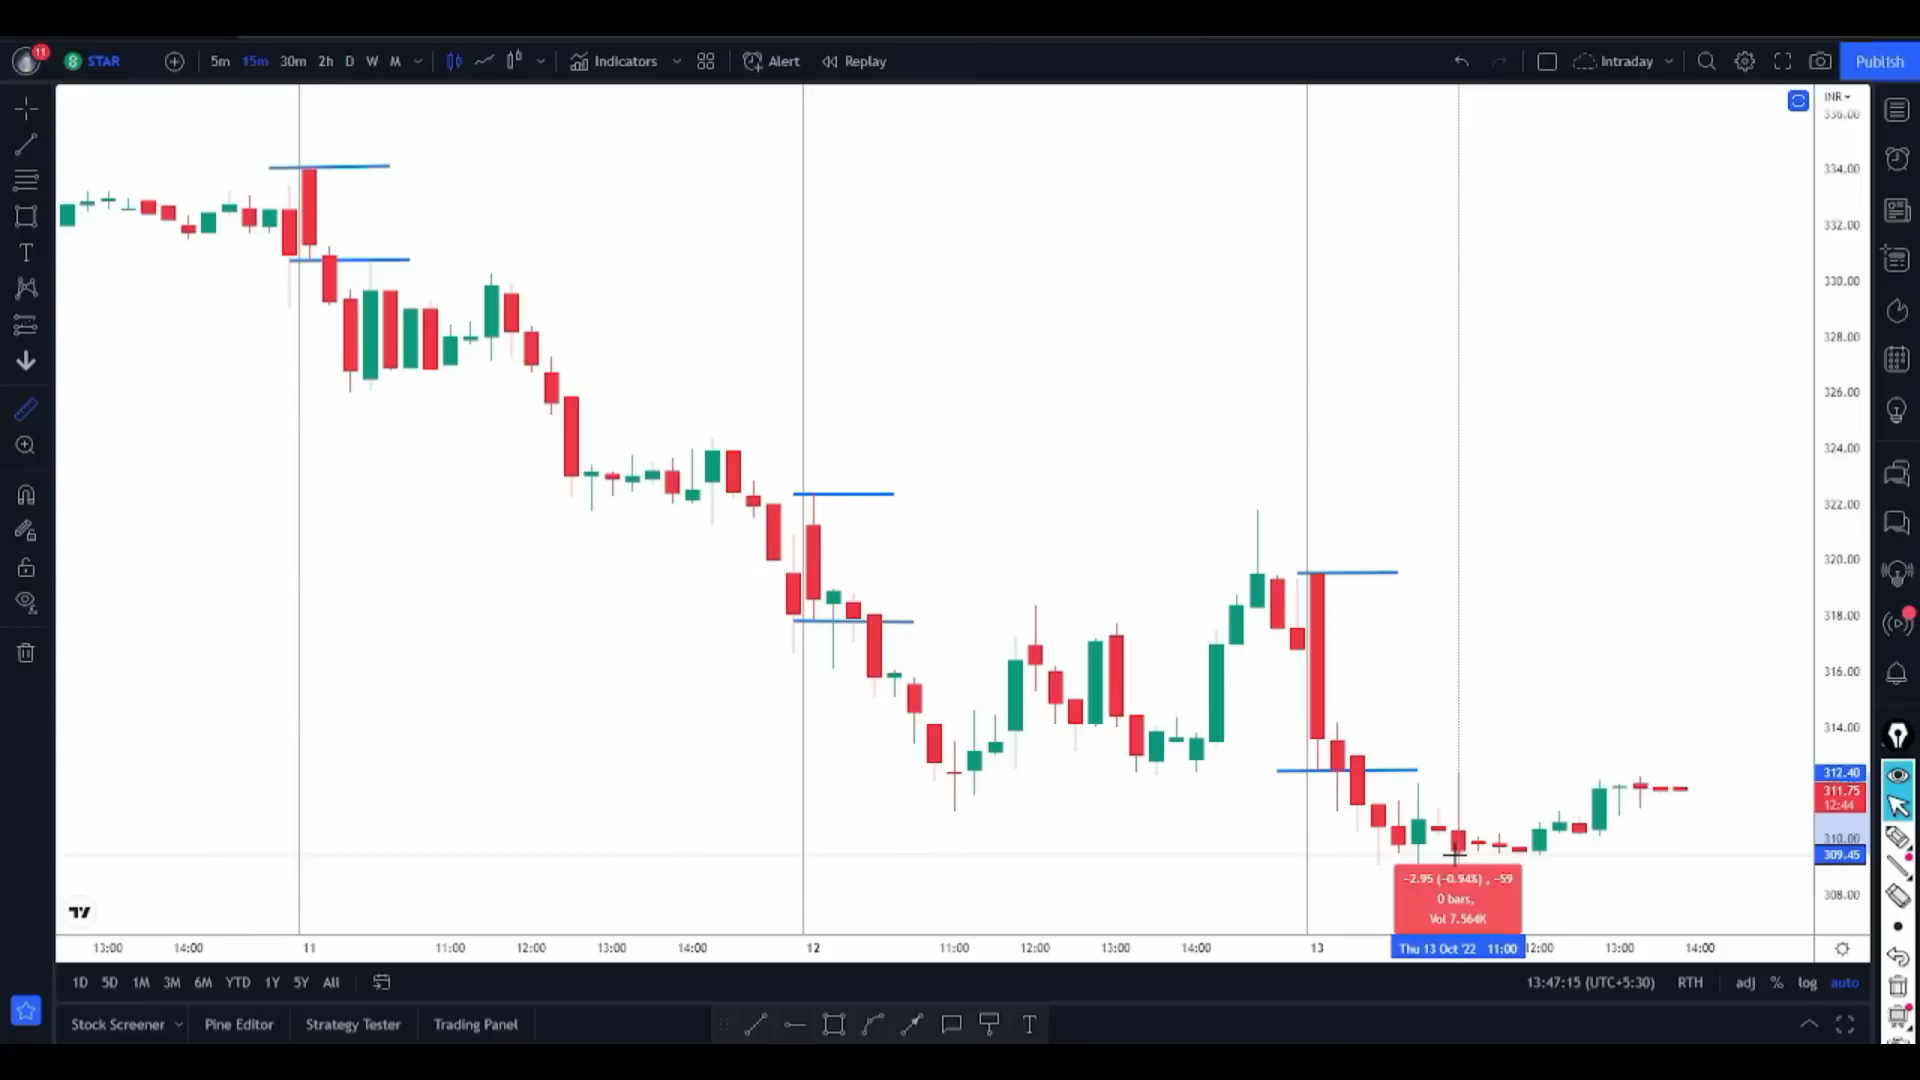 11
S STAR 5m 15m 30m 2h D W M Indicators Alert Replay Intraday Publish
INR
336.00
334.00
332.00
330.00
328.00
326.00
324.00
322.00
320.00
318.00
316.00
314.00
312.40
311.75
12:44
310.00
309.45
308.00
−2.95 (−0.94%) , −59
0 bars,
Vol 7.564K
13:00 14:00 11 11:00 12:00 13:00 14:00 12 11:00 12:00 13:00 14:00 13 Thu 13 Oct '22 11:00 12:00 13:00 14:00
1D 5D 1M 3M 6M YTD 1Y 5Y All 13:47:15 (UTC+5:30) RTH adj % log auto
Stock Screener Pine Editor Strategy Tester Trading Panel T